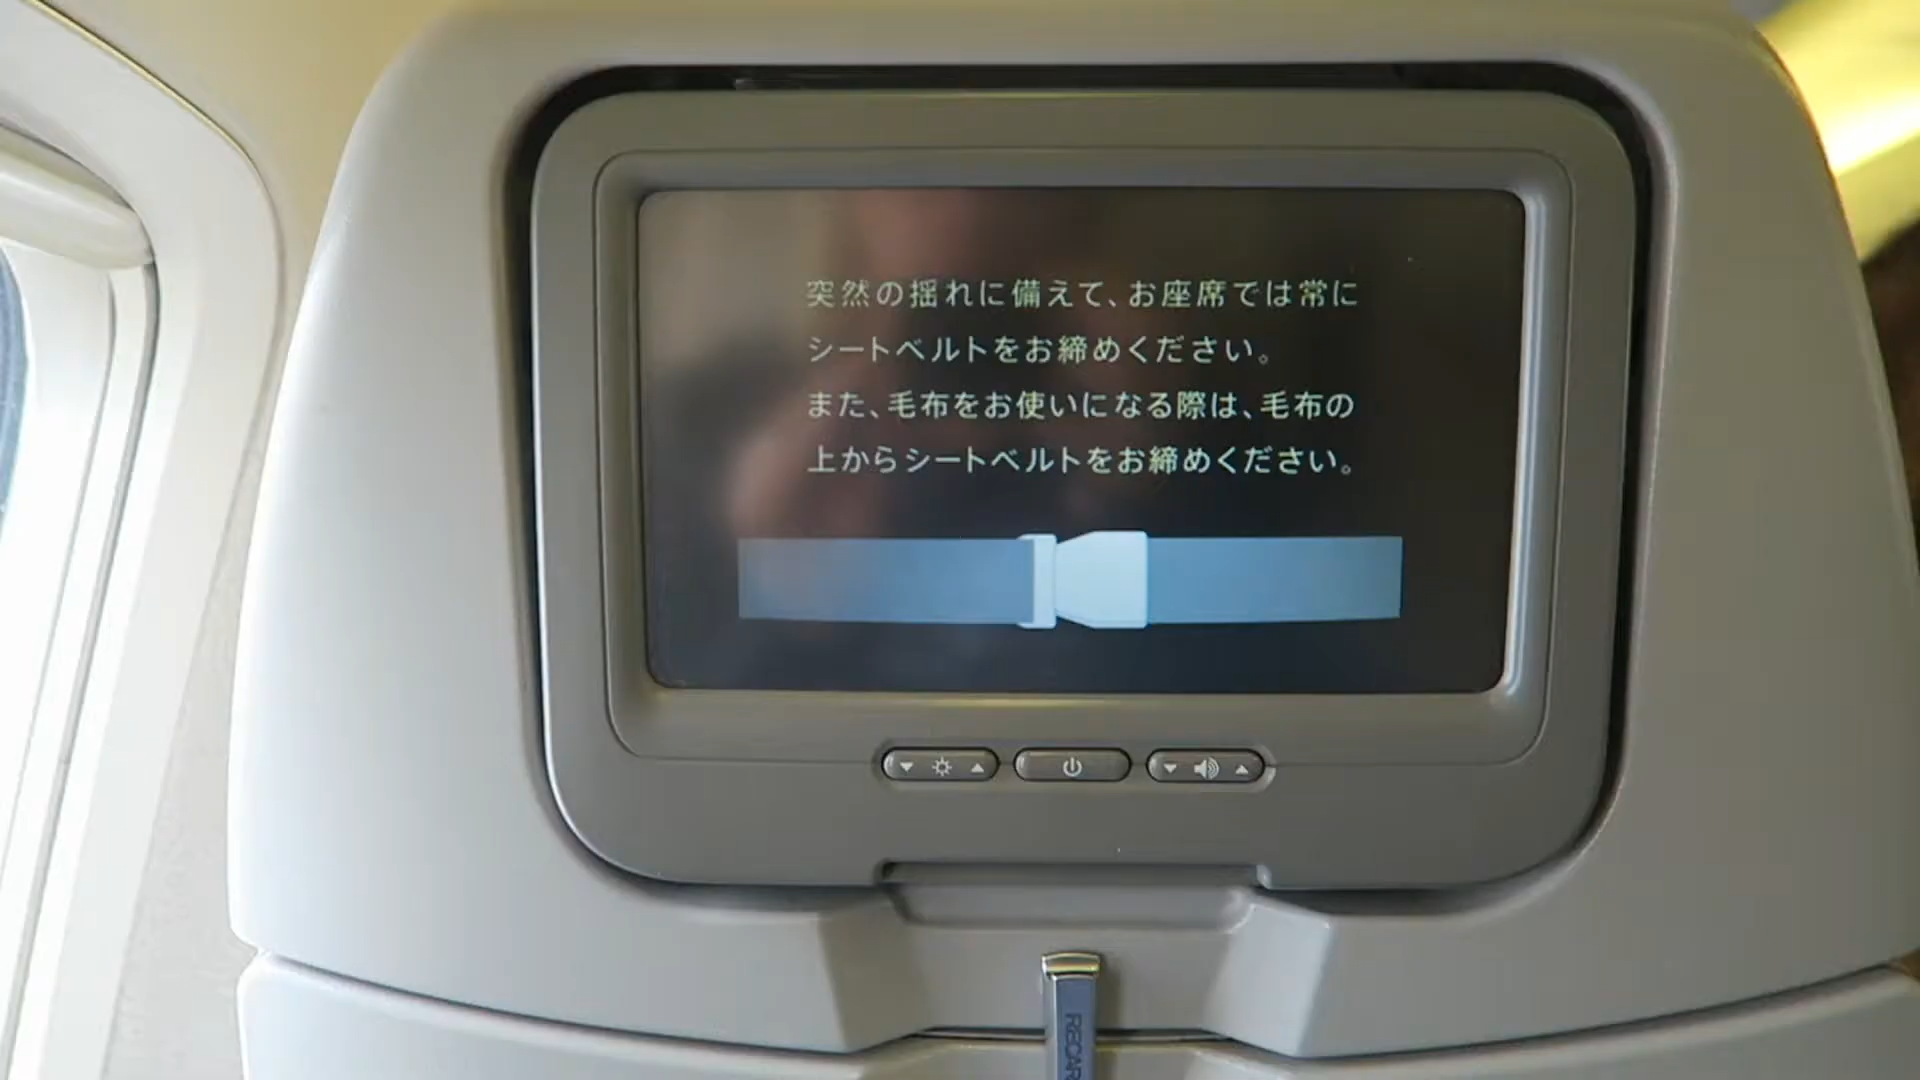 突然の揺れに備えて、お座席では常に
シートベルトをお締めください。
また、毛布をお使いになる際は、毛布の
上からシートベルトをお締めください。